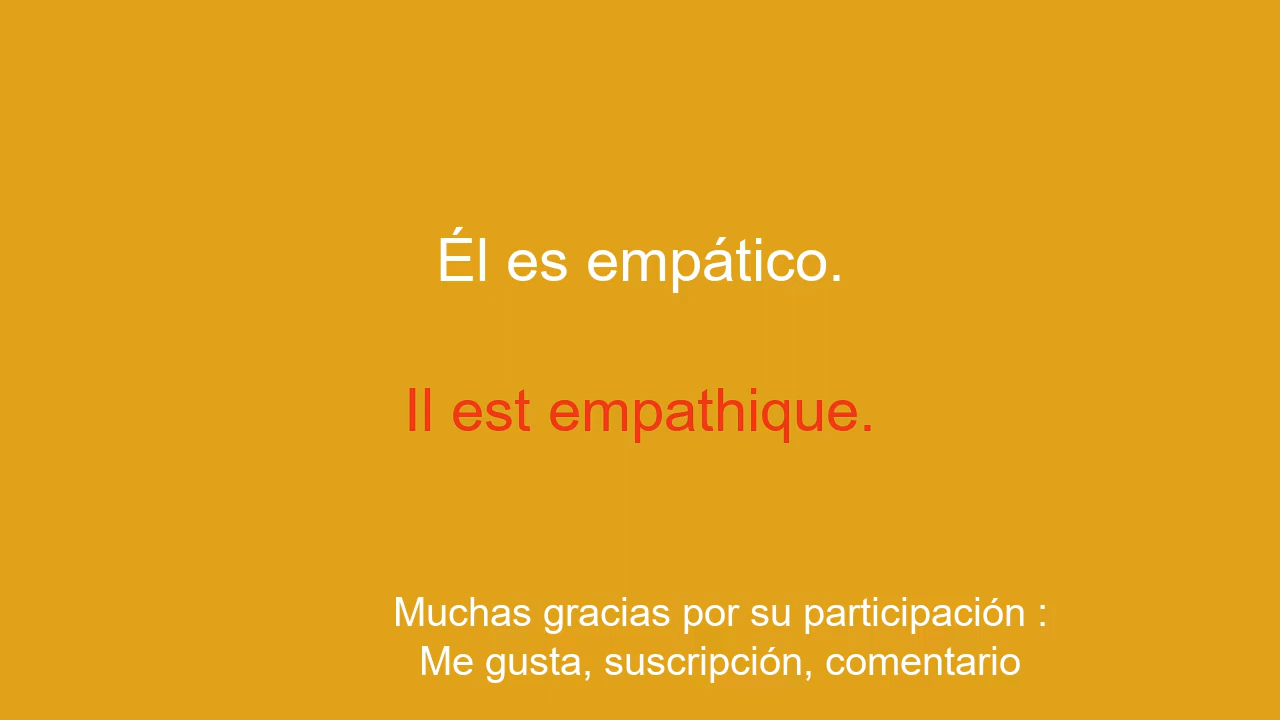 Él es empático.
Il est empathique.
Muchas gracias por su participación :
Me gusta, suscripción, comentario